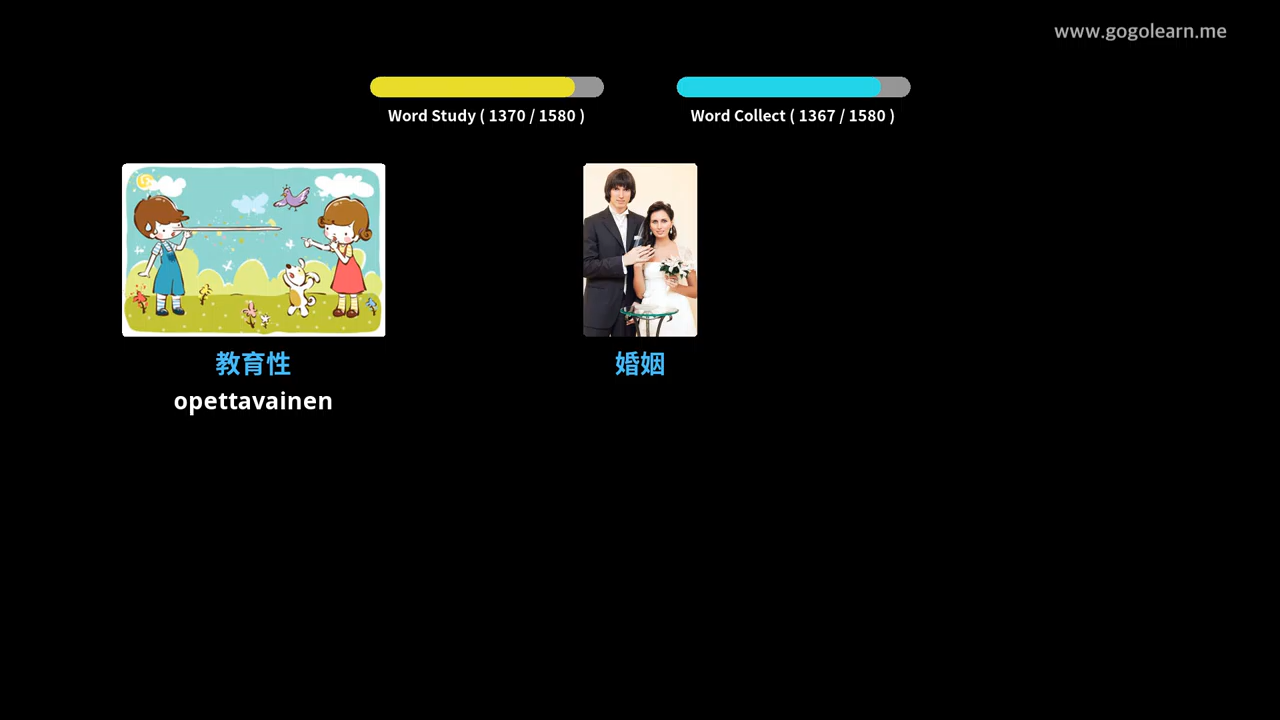 www.gogolearn.me
Word Study ( 1370 / 1580 )
Word Collect ( 1367 / 1580 )
教育性
opettavainen
婚姻